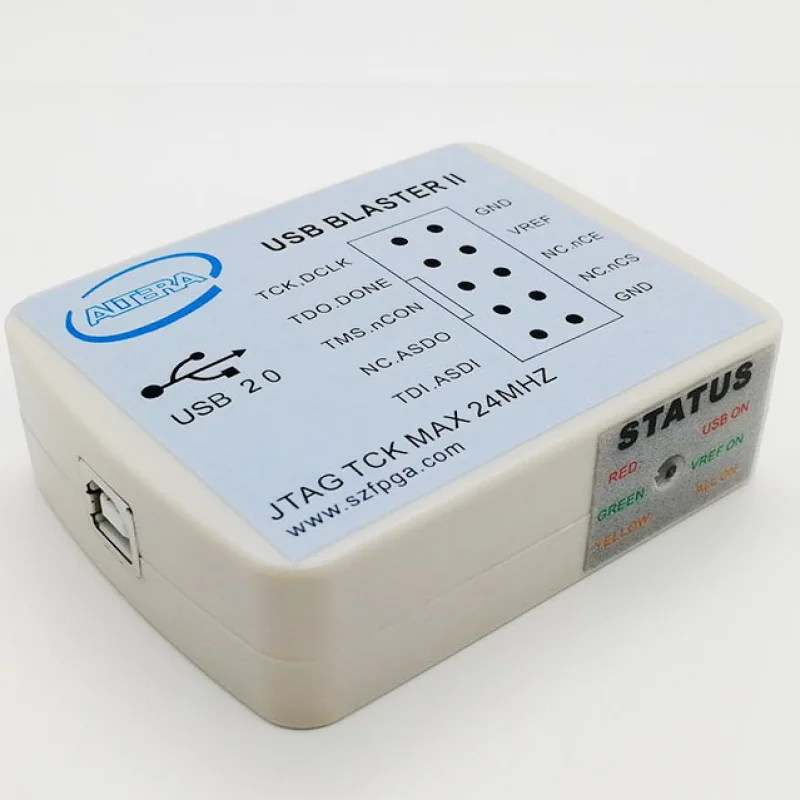 USB BLASTER II
ALTERA
USB 2.0
TCK,DCLK
TDO.DONE
TMS.nCON
NC.ASDO
TDI.ASDI
GND
VREF
NC.nCE
NC.nCS
GND
JTAG TCK MAX 24MHZ
www.szfpga.com
STATUS
RED: USB ON
GREEN: VREF ON
YELLOW: ALL ON